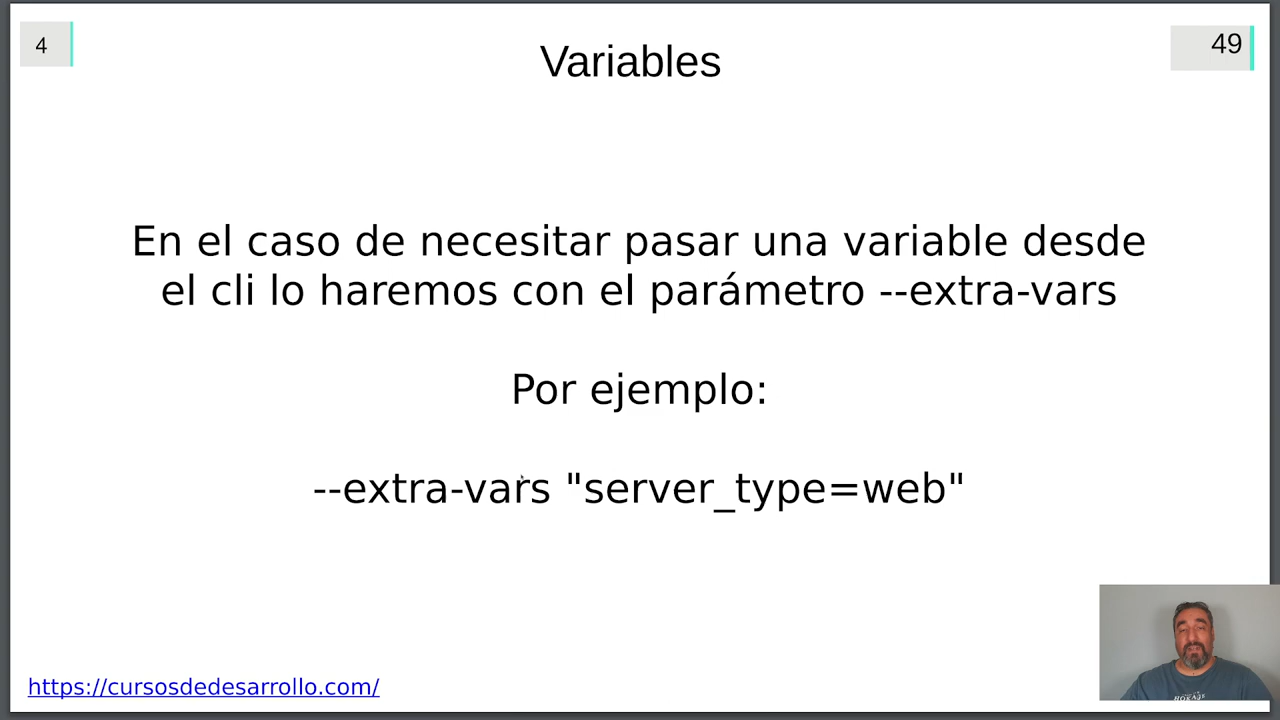 4
Variables
49
En el caso de necesitar pasar una variable desde
el cli lo haremos con el parámetro --extra-vars
Por ejemplo:
--extra-vars "server_type=web"
https://cursosdedesarrollo.com/